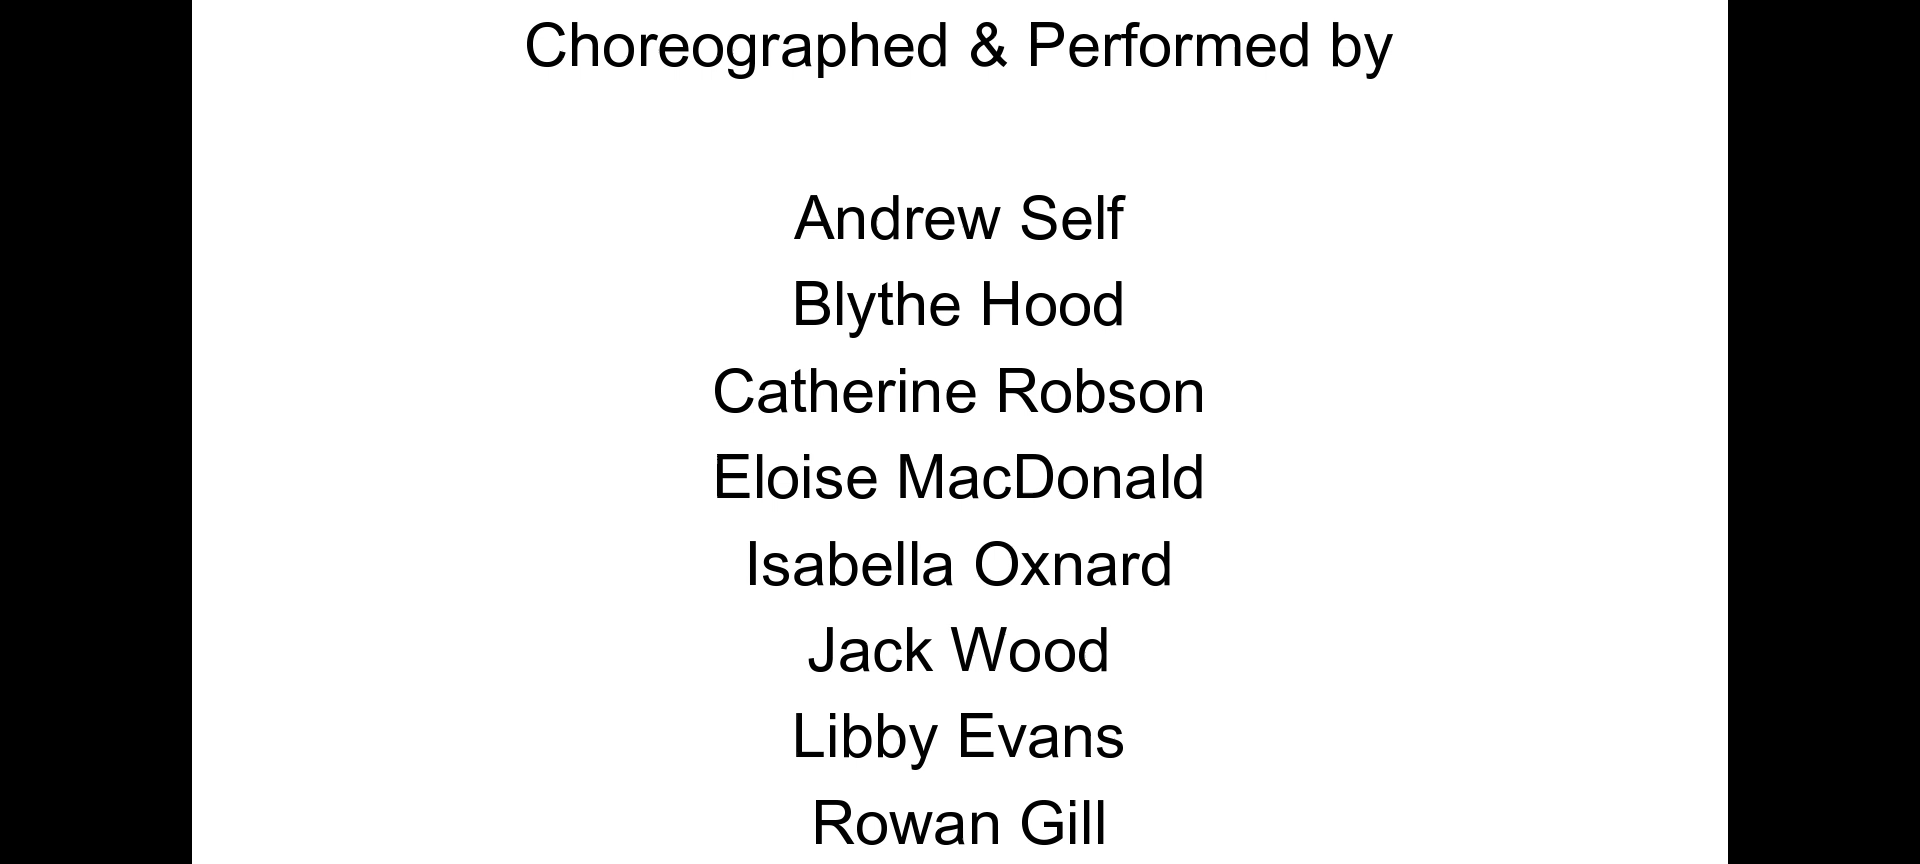 Choreographed & Performed by
Andrew Self
Blythe Hood
Catherine Robson
Eloise MacDonald
Isabella Oxnard
Jack Wood
Libby Evans
Rowan Gill